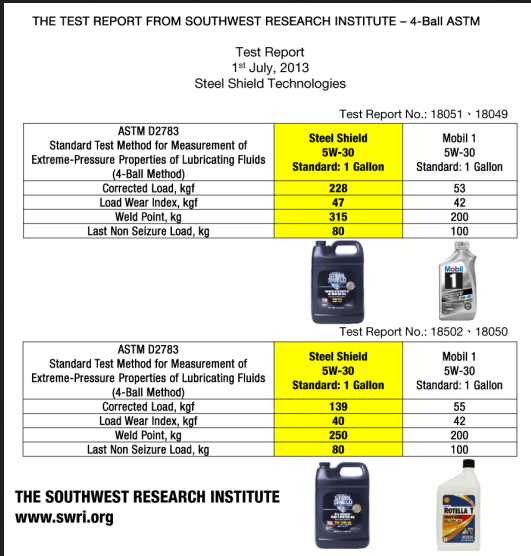 THE TEST REPORT FROM SOUTHWEST RESEARCH INSTITUTE – 4-Ball ASTM
Test Report
1st July, 2013
Steel Shield Technologies
Test Report No.: 18051、18049
ASTM D2783
Standard Test Method for Measurement of
Extreme-Pressure Properties of Lubricating Fluids
(4-Ball Method)
Steel Shield
5W-30
Standard: 1 Gallon
Mobil 1
5W-30
Standard: 1 Gallon
Corrected Load, kgf 228 53
Load Wear Index, kgf 47 42
Weld Point, kg 315 200
Last Non Seizure Load, kg 80 100
STEEL SHIELD
Mobil
1
Test Report No.: 18502、18050
ASTM D2783
Standard Test Method for Measurement of
Extreme-Pressure Properties of Lubricating Fluids
(4-Ball Method)
Steel Shield
5W-30
Standard: 1 Gallon
Mobil 1
5W-30
Standard: 1 Gallon
Corrected Load, kgf 139 55
Load Wear Index, kgf 40 42
Weld Point, kg 250 200
Last Non Seizure Load, kg 80 100
STEEL SHIELD
ROTELLA T
THE SOUTHWEST RESEARCH INSTITUTE
www.swri.org